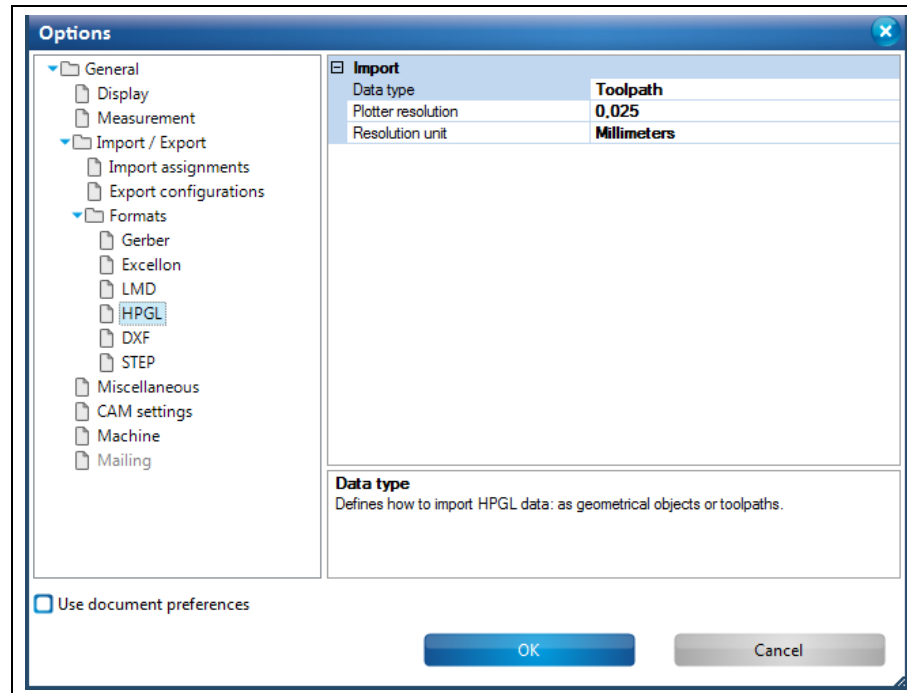 Options
General
Display
Measurement
Import / Export
Import assignments
Export configurations
Formats
Gerber
Excellon
LMD
HPGL
DXF
STEP
Miscellaneous
CAM settings
Machine
Mailing
Import
Data type Toolpath
Plotter resolution 0,025
Resolution unit Millimeters
Data type
Defines how to import HPGL data: as geometrical objects or toolpaths.
Use document preferences
OK Cancel